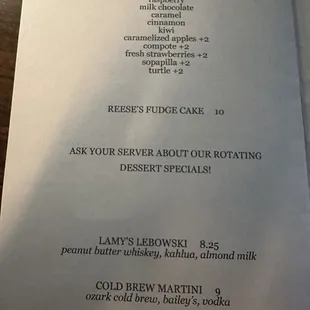 raspberry
milk chocolate
caramel
cinnamon
kiwi
caramelized apples +2
compote +2
fresh strawberries +2
sopapilla +2
turtle +2
REESE'S FUDGE CAKE 10
ASK YOUR SERVER ABOUT OUR ROTATING
DESSERT SPECIALS!
LAMY'S LEBOWSKI 8.25
peanut butter whiskey, kahlua, almond milk
COLD BREW MARTINI 9
ozark cold brew, bailey's, vodka